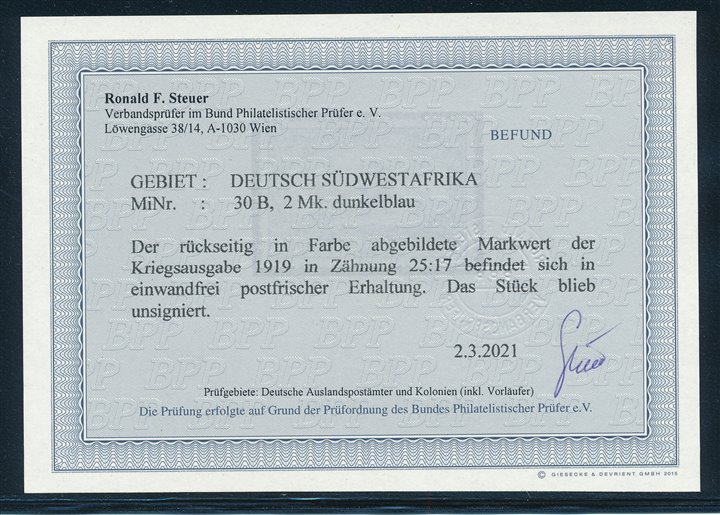 Ronald F. Steuer
Verbandsprüfer im Bund Philatelistischer Prüfer e. V.
Löwengasse 38/14, A-1030 Wien
BEFUND
GEBIET : DEUTSCH SÜDWESTAFRIKA
MiNr. : 30 B, 2 Mk. dunkelblau
Der rückseitig in Farbe abgebildete Markwert der
Kriegsausgabe 1919 in Zähnung 25:17 befindet sich in
einwandfrei postfrischer Erhaltung. Das Stück blieb
unsigniert.
2.3.2021
Prüfgebiete: Deutsche Auslandspostämter und Kolonien (inkl. Vorläufer)
Die Prüfung erfolgte auf Grund der Prüfordnung des Bundes Philatelistischer Prüfer e.V.
© GIESECKE & DEVRIENT GMBH 2015